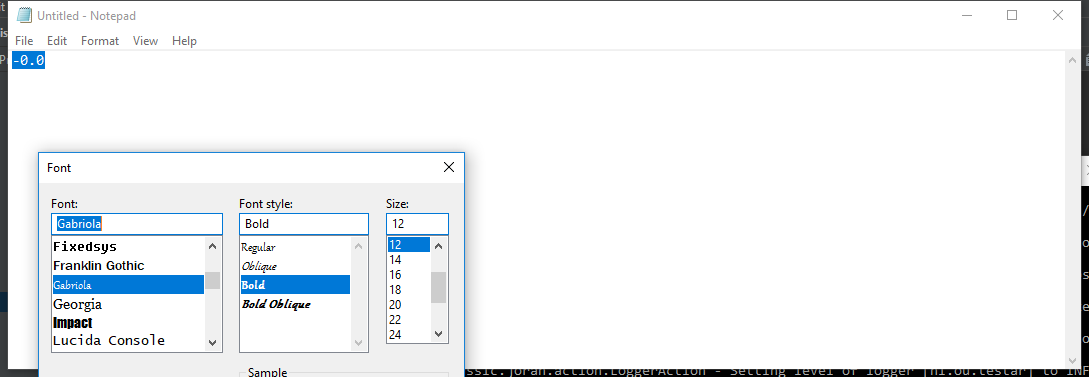 Untitled - Notepad
File Edit Format View Help
-0.0
Font
Font: Font style: Size:
Gabriola Bold 12
Fixedsys
Franklin Gothic
Gabriola
Georgia
Impact
Lucida Console
Regular
Oblique
Bold
Bold Oblique
12
14
16
18
20
22
24
Sample
ssic.joran.action.LoggerAction - Setting level of logger [nl.ou.testar] to INF